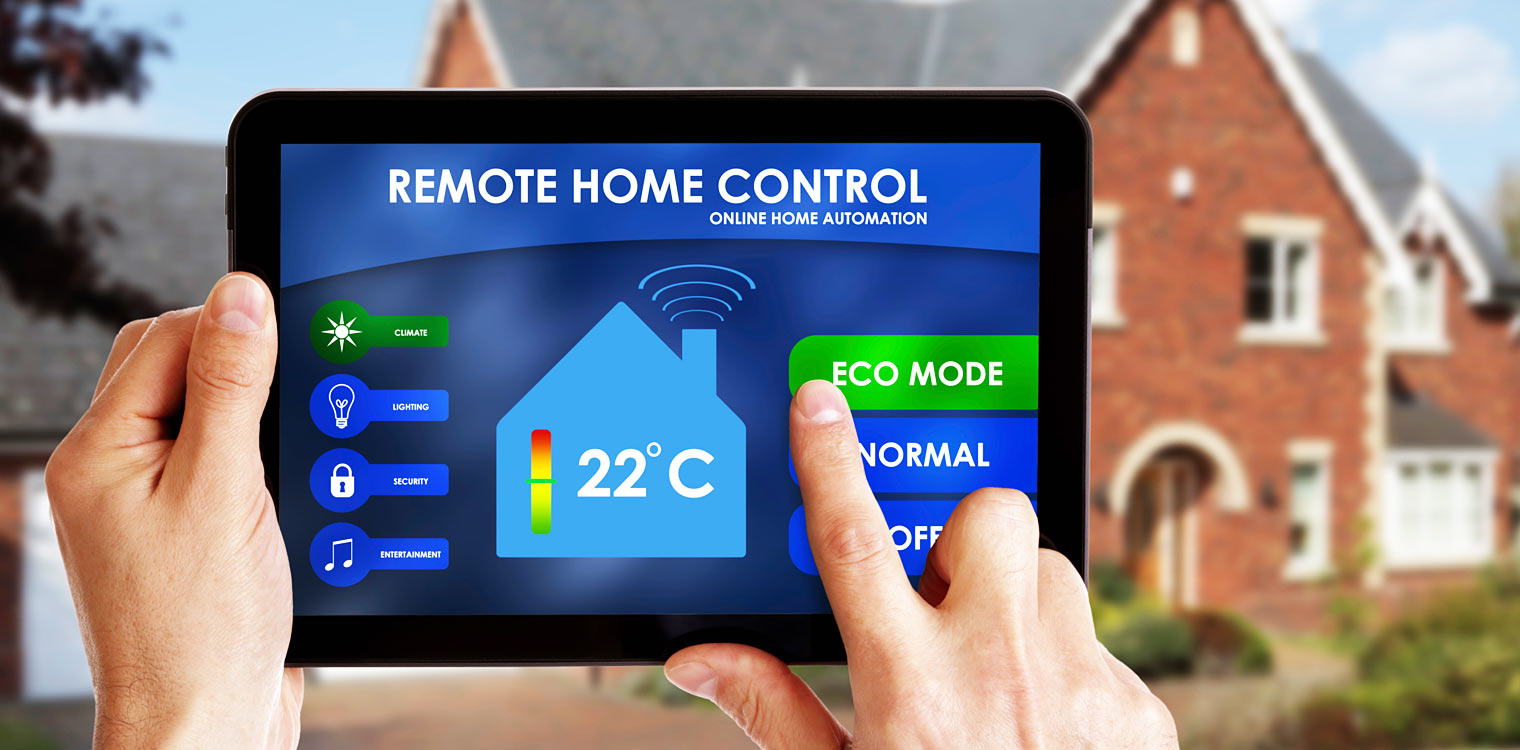 REMOTE HOME CONTROL
ONLINE HOME AUTOMATION
CLIMATE
LIGHTING
SECURITY
ENTERTAINMENT
22°C
ECO MODE
NORMAL